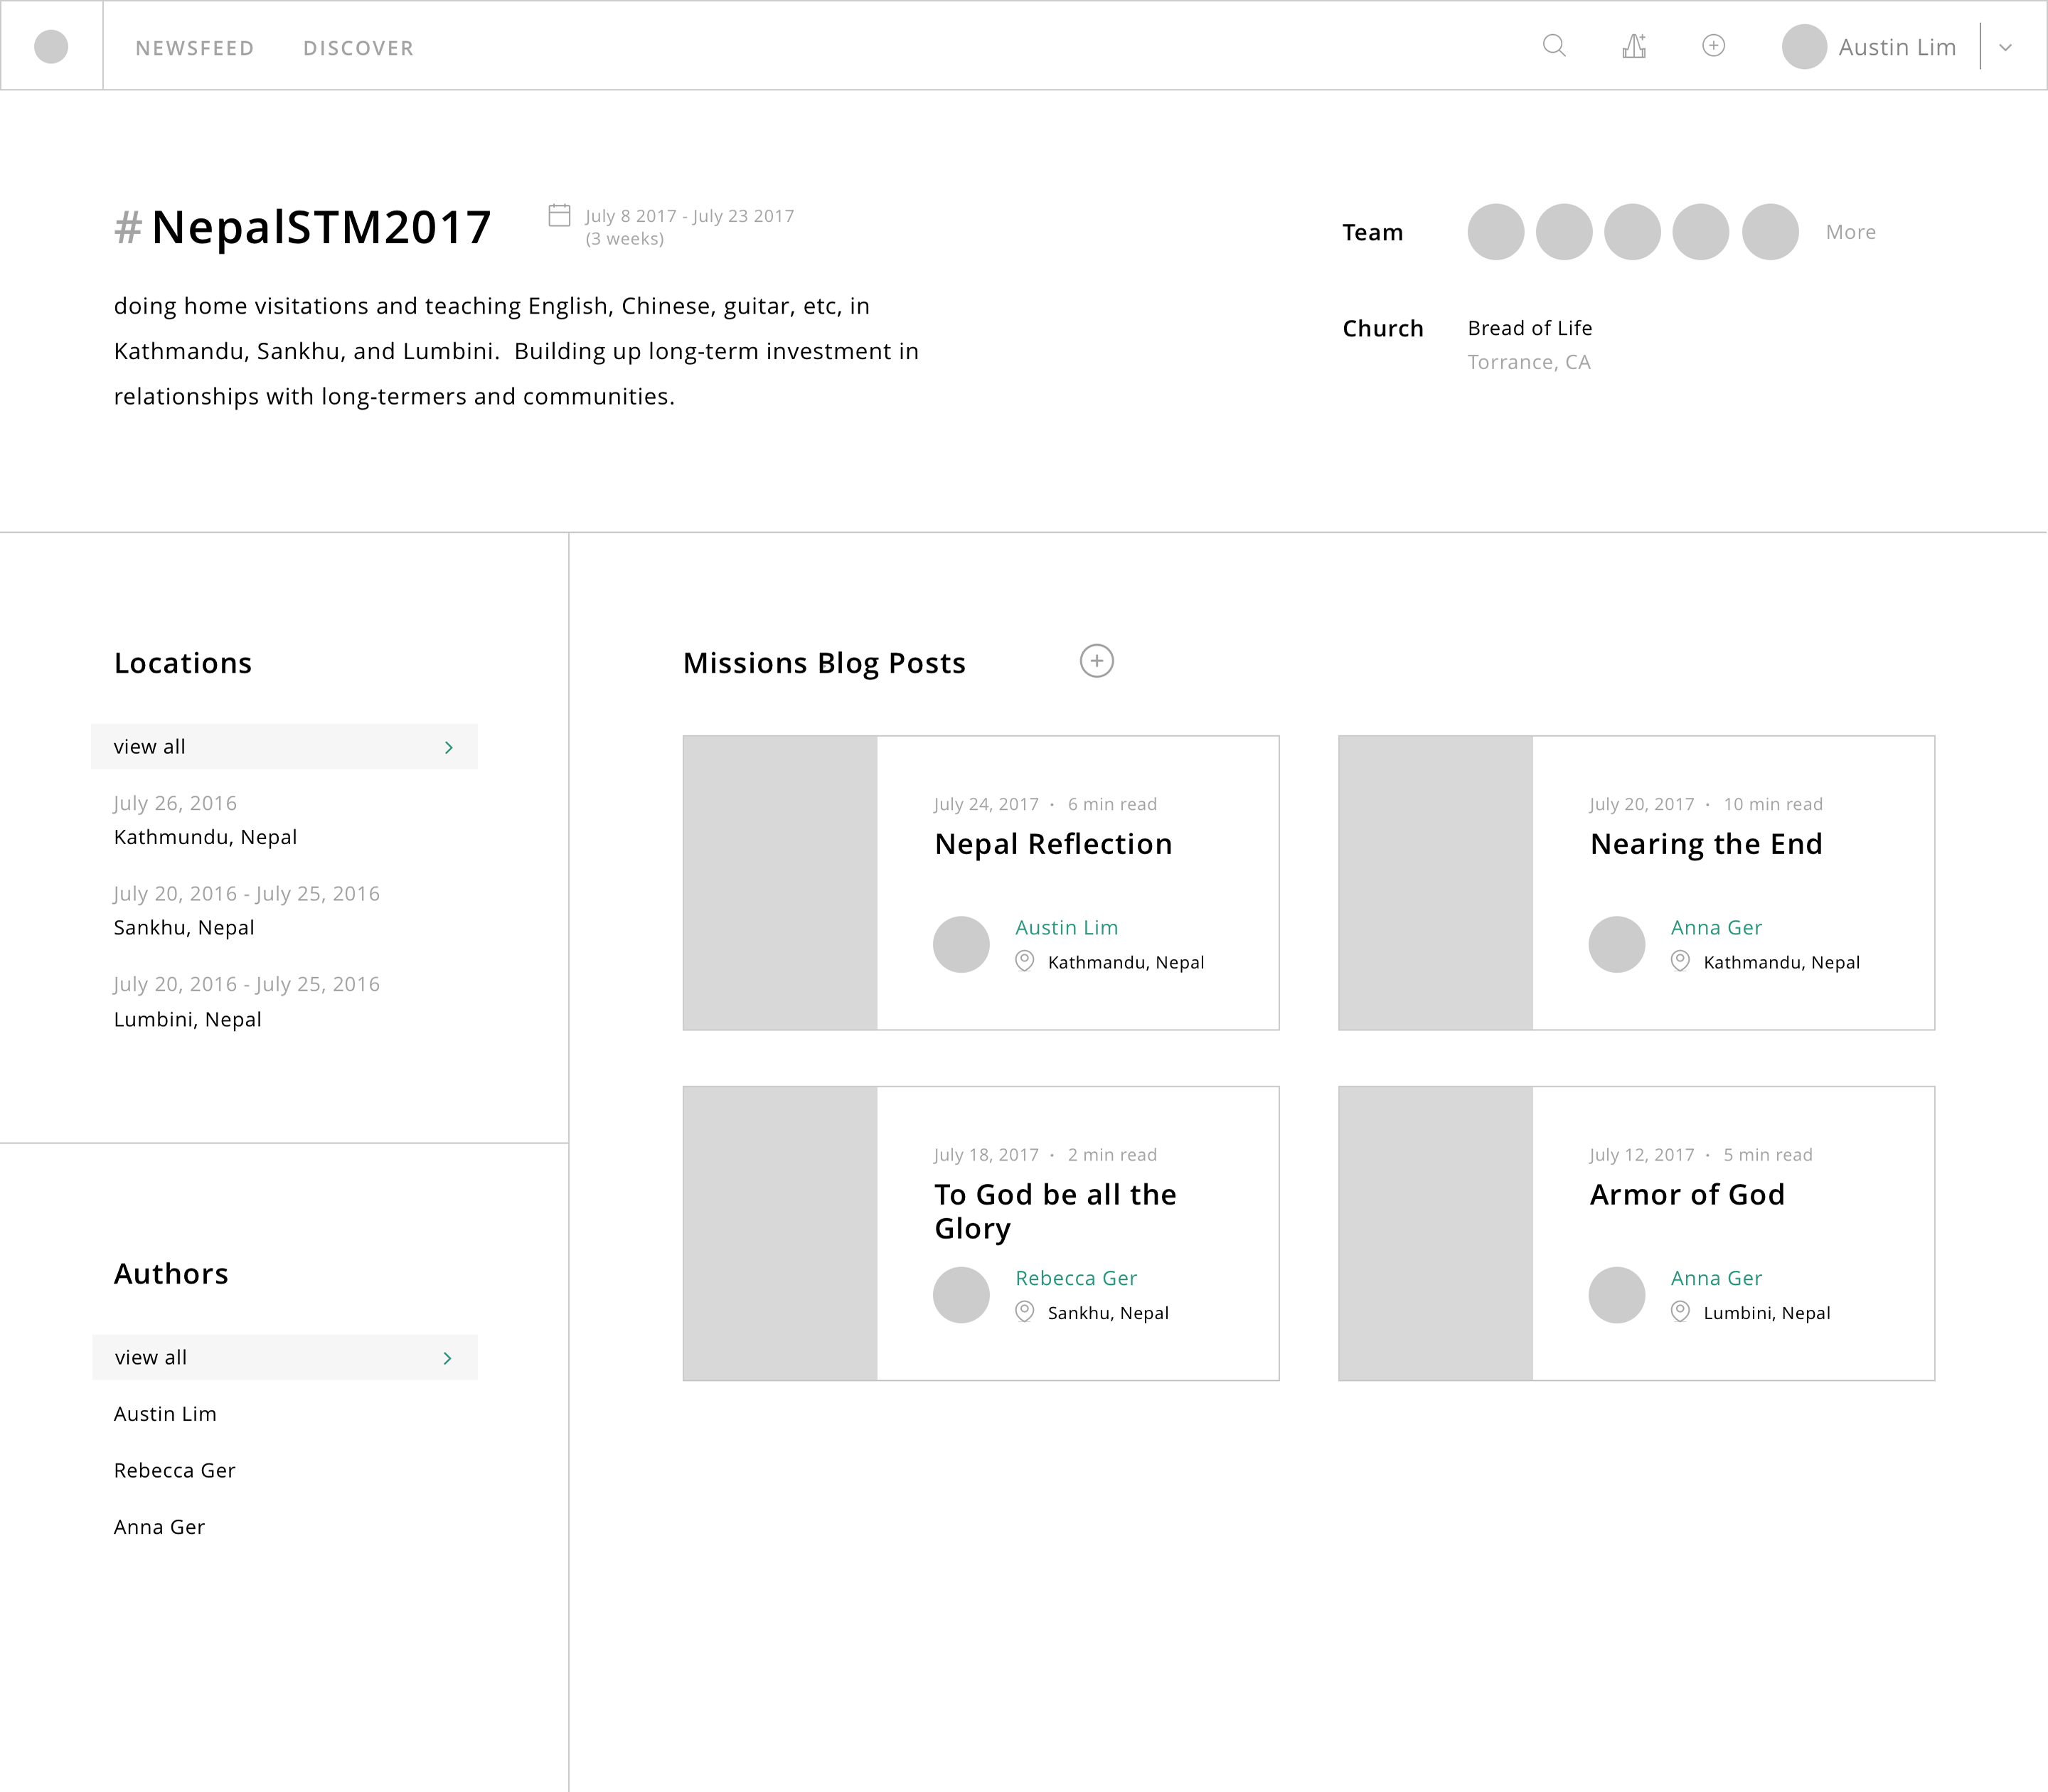 NEWSFEED DISCOVER Austin Lim
#NepalSTM2017
July 8 2017 - July 23 2017
(3 weeks)
doing home visitations and teaching English, Chinese, guitar, etc, in
Kathmandu, Sankhu, and Lumbini.  Building up long-term investment in
relationships with long-termers and communities.
Team More
Church Bread of Life
Torrance, CA
Locations
view all
July 26, 2016
Kathmundu, Nepal
July 20, 2016 - July 25, 2016
Sankhu, Nepal
July 20, 2016 - July 25, 2016
Lumbini, Nepal
Authors
view all
Austin Lim
Rebecca Ger
Anna Ger
Missions Blog Posts
July 24, 2017 · 6 min read
Nepal Reflection
Austin Lim
Kathmandu, Nepal
July 20, 2017 · 10 min read
Nearing the End
Anna Ger
Kathmandu, Nepal
July 18, 2017 · 2 min read
To God be all the
Glory
Rebecca Ger
Sankhu, Nepal
July 12, 2017 · 5 min read
Armor of God
Anna Ger
Lumbini, Nepal